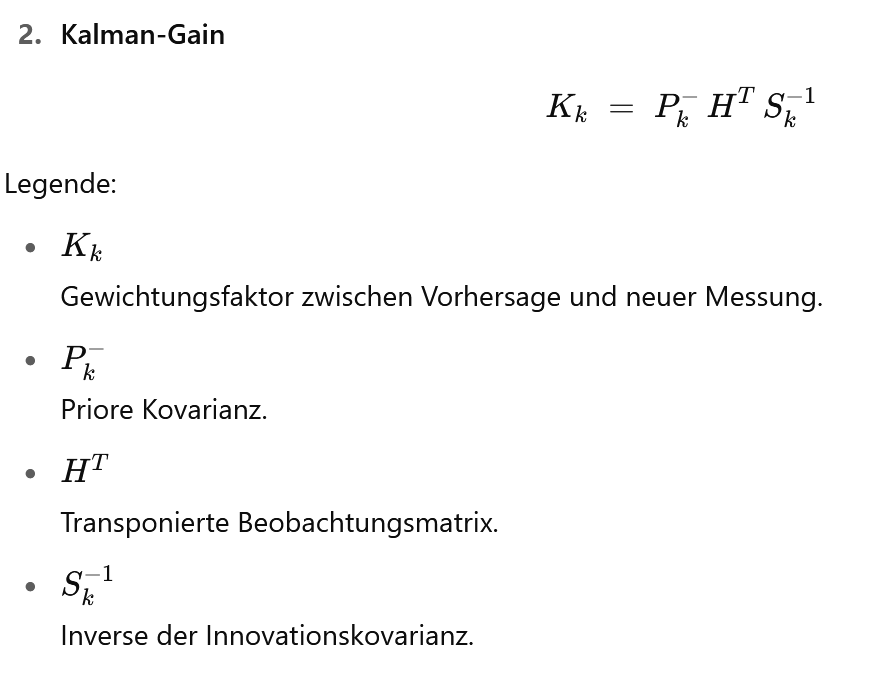 2. Kalman-Gain
K_k = P_k^- H^T S_k^{-1}
Legende:
• K_k
Gewichtungsfaktor zwischen Vorhersage und neuer Messung.
• P_k^-
Priore Kovarianz.
• H^T
Transponierte Beobachtungsmatrix.
• S_k^{-1}
Inverse der Innovationskovarianz.